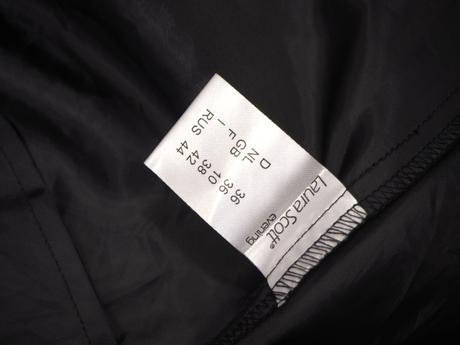 Laura Scott®
evening
D 36
NL 36
GB 10
F 38
I 42
RUS 44